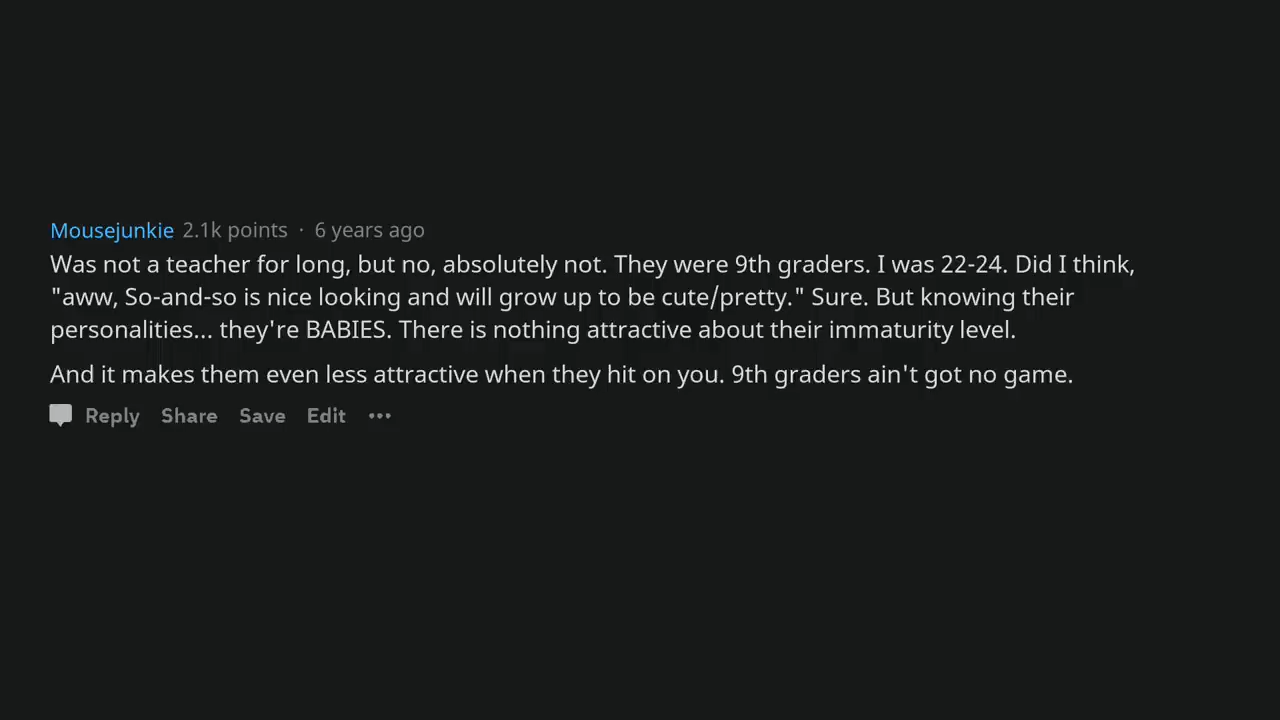 Mousejunkie 2.1k points · 6 years ago
Was not a teacher for long, but no, absolutely not. They were 9th graders. I was 22-24. Did I think,
"aww, So-and-so is nice looking and will grow up to be cute/pretty." Sure. But knowing their
personalities... they're BABIES. There is nothing attractive about their immaturity level.
And it makes them even less attractive when they hit on you. 9th graders ain't got no game.
Reply Share Save Edit •••